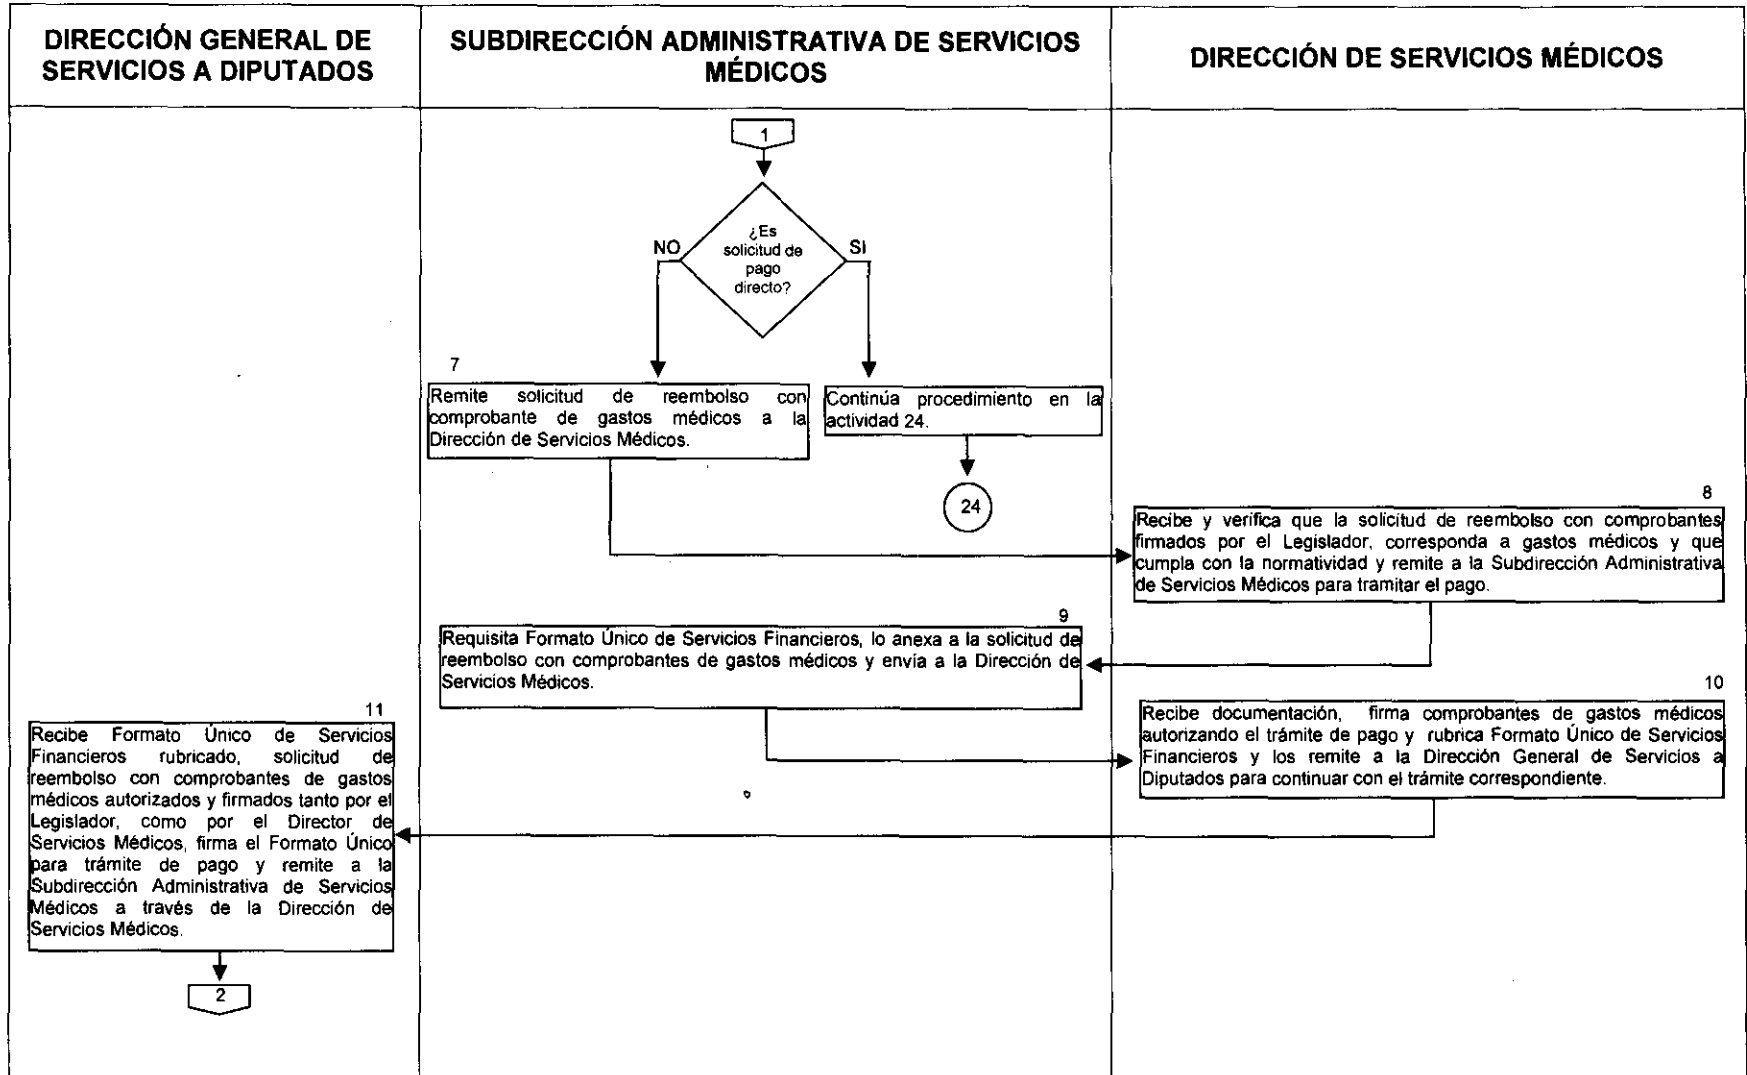 DIRECCIÓN GENERAL DE
SERVICIOS A DIPUTADOS
SUBDIRECCIÓN ADMINISTRATIVA DE SERVICIOS
MÉDICOS
DIRECCIÓN DE SERVICIOS MÉDICOS
1
¿Es
solicitud de
pago
directo?
NO
SI
7
Remite solicitud de reembolso con
comprobante de gastos médicos a la
Dirección de Servicios Médicos.
Continúa procedimiento en la
actividad 24.
24
8
Recibe y verifica que la solicitud de reembolso con comprobantes
firmados por el Legislador, corresponda a gastos médicos y que
cumpla con la normatividad y remite a la Subdirección Administrativa
de Servicios Médicos para tramitar el pago.
9
Requisita Formato Único de Servicios Financieros, lo anexa a la solicitud de
reembolso con comprobantes de gastos médicos y envía a la Dirección de
Servicios Médicos.
10
Recibe documentación, firma comprobantes de gastos médicos
autorizando el trámite de pago y rubrica Formato Único de Servicios
Financieros y los remite a la Dirección General de Servicios a
Diputados para continuar con el trámite correspondiente.
11
Recibe Formato Único de Servicios
Financieros rubricado, solicitud de
reembolso con comprobantes de gastos
médicos autorizados y firmados tanto por el
Legislador, como por el Director de
Servicios Médicos, firma el Formato Único
para trámite de pago y remite a la
Subdirección Administrativa de Servicios
Médicos a través de la Dirección de
Servicios Médicos.
2